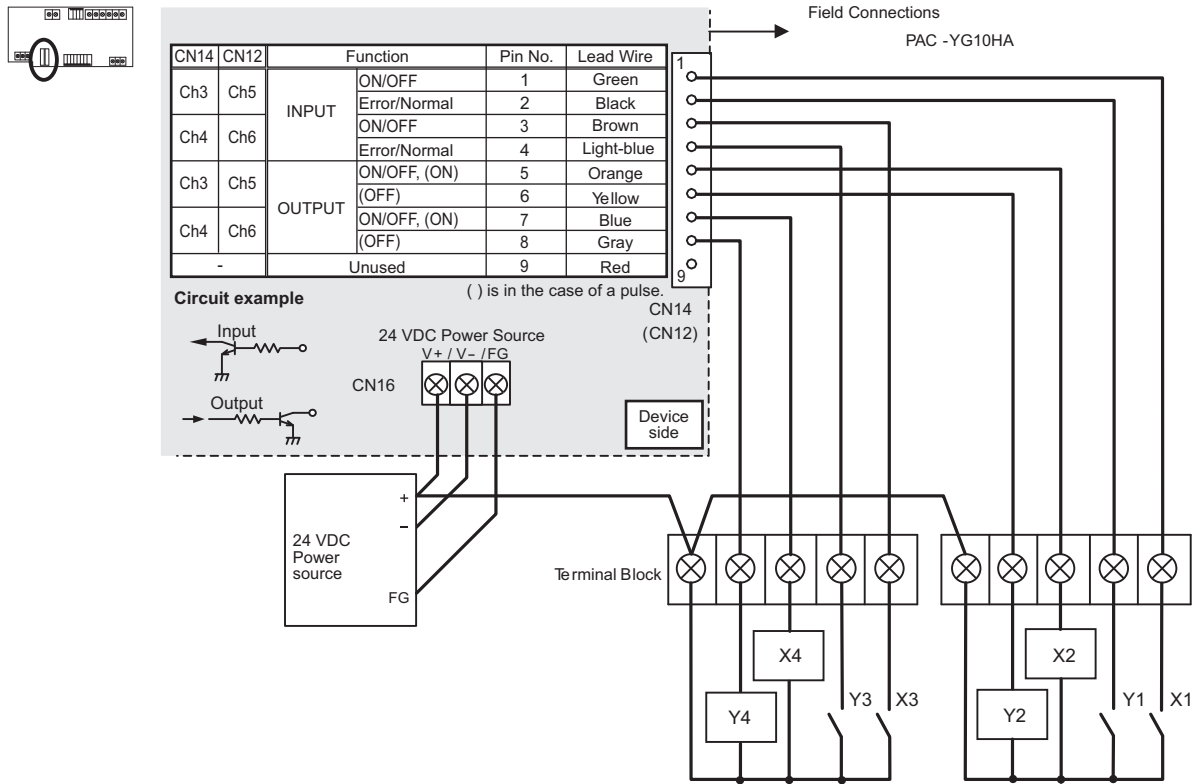 Field Connections
PAC -YG10HA
CN14 CN12 Function Pin No. Lead Wire
Ch3 Ch5 INPUT ON/OFF 1 Green
Error/Normal 2 Black
Ch4 Ch6 ON/OFF 3 Brown
Error/Normal 4 Light-blue
Ch3 Ch5 OUTPUT ON/OFF, (ON) 5 Orange
(OFF) 6 Yellow
Ch4 Ch6 ON/OFF, (ON) 7 Blue
(OFF) 8 Gray
- Unused 9 Red
1
9
( ) is in the case of a pulse.
CN14
(CN12)
Circuit example
Input
Output
24 VDC Power Source
V+ / V- / FG
CN16
Device
side
+
-
24 VDC
Power
source
FG
Terminal Block
X4
Y4
Y3 X3
X2
Y2
Y1 X1